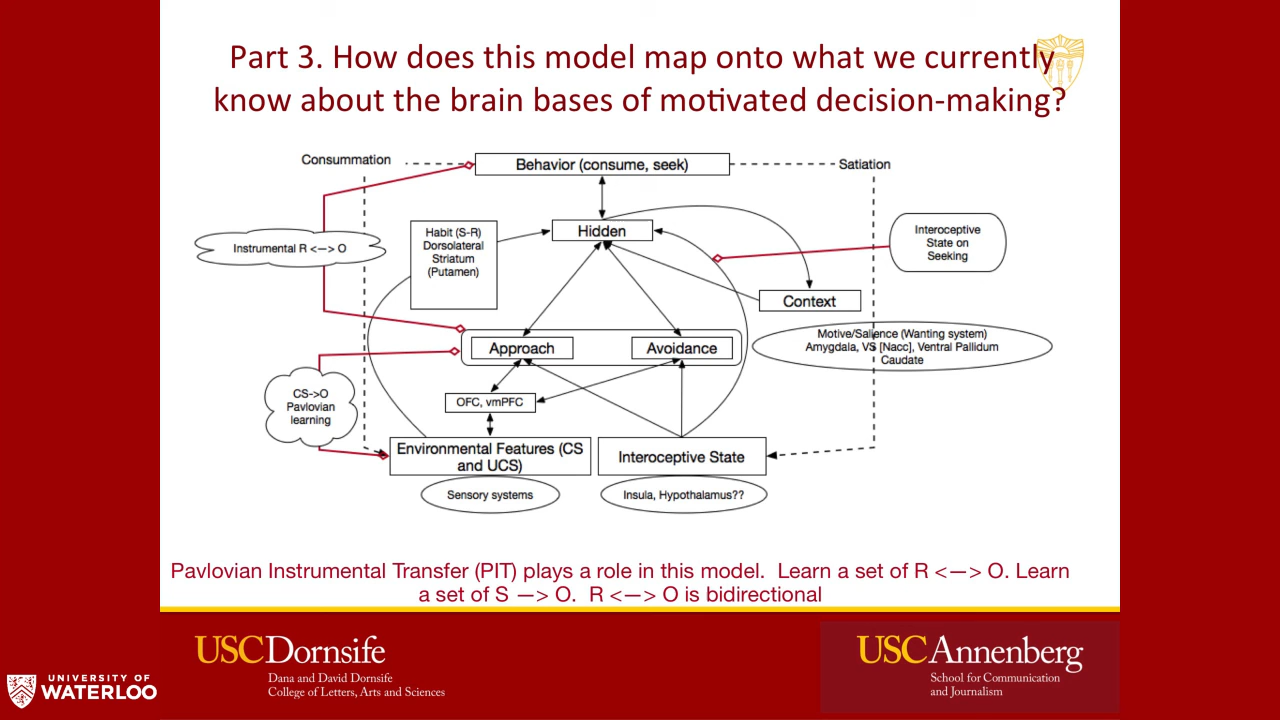 Part 3. How does this model map onto what we currently
know about the brain bases of motivated decision-making?
Consummation
Behavior (consume, seek)
Satiation
Habit (S-R)
Dorsolateral
Striatum
(Putamen)
Hidden
Interoceptive
State on
Seeking
Instrumental R <—> O
Context
Motive/Salience (Wanting system)
Amygdala, VS [Nacc], Ventral Pallidum
Caudate
Approach
Avoidance
CS->O
Pavlovian
learning
OFC, vmPFC
Environmental Features (CS
and UCS)
Interoceptive State
Sensory systems
Insula, Hypothalamus??
Pavlovian Instrumental Transfer (PIT) plays a role in this model. Learn a set of R <—> O. Learn
a set of S —> O. R <—> O is bidirectional
USC Dornsife
Dana and David Dornsife
College of Letters, Arts and Sciences
USC Annenberg
School for Communication
and Journalism
UNIVERSITY OF
WATERLOO